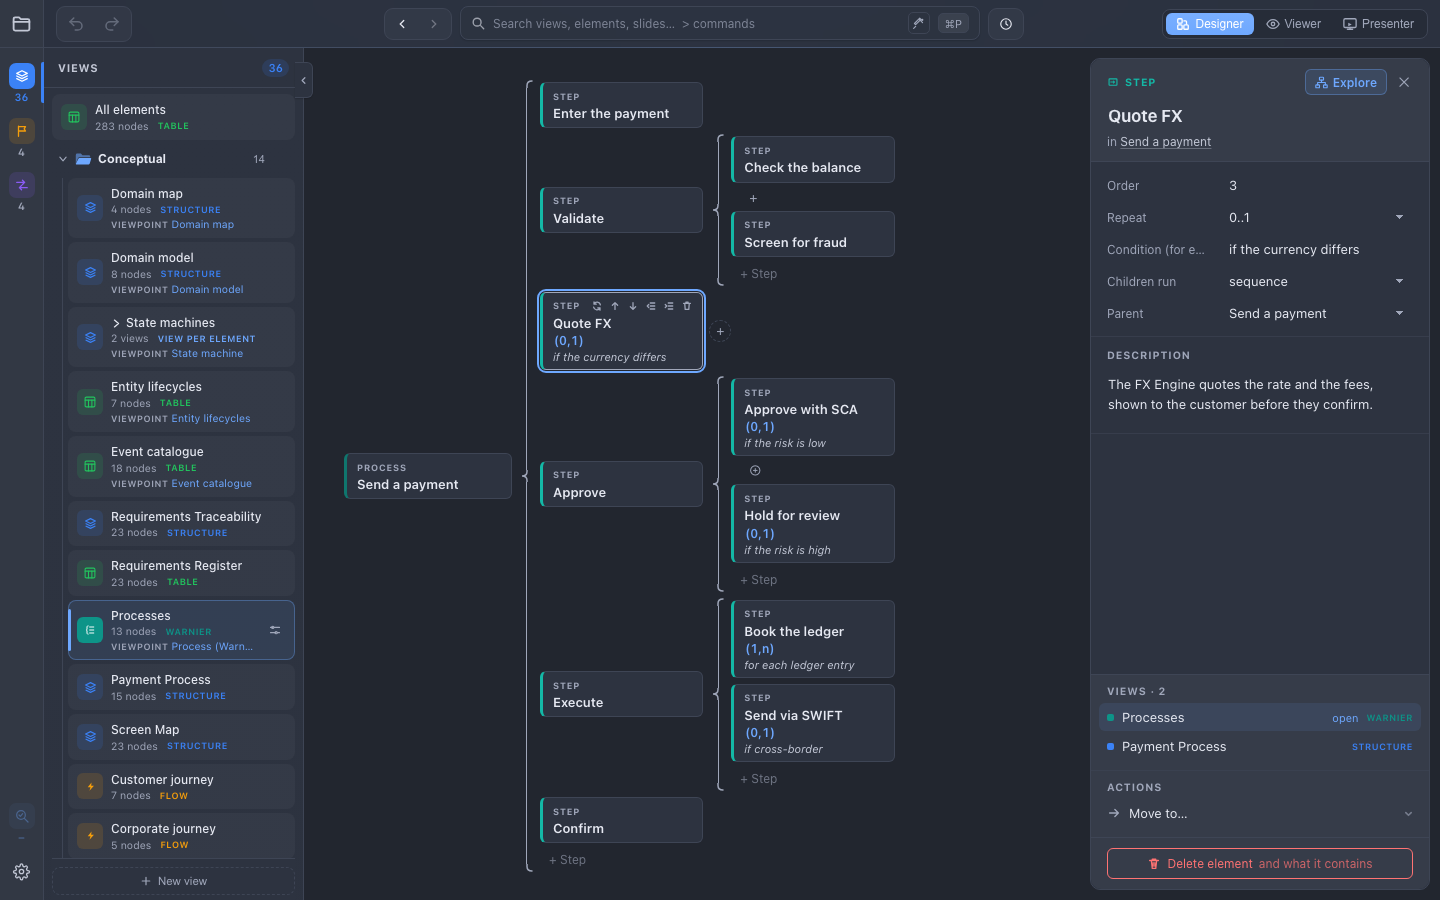 Search views, elements, slides... > commands
⌘P
Designer
Viewer
Presenter
36
4
4
–
VIEWS
36
All elements
283 nodes TABLE
Conceptual
14
Domain map
4 nodes STRUCTURE
VIEWPOINT Domain map
Domain model
8 nodes STRUCTURE
VIEWPOINT Domain model
State machines
2 views VIEW PER ELEMENT
VIEWPOINT State machine
Entity lifecycles
7 nodes TABLE
VIEWPOINT Entity lifecycles
Event catalogue
18 nodes TABLE
VIEWPOINT Event catalogue
Requirements Traceability
23 nodes STRUCTURE
Requirements Register
23 nodes TABLE
Processes
13 nodes WARNIER
VIEWPOINT Process (Warn...
Payment Process
15 nodes STRUCTURE
Screen Map
23 nodes STRUCTURE
Customer journey
7 nodes FLOW
Corporate journey
5 nodes FLOW
+ New view
PROCESS
Send a payment
STEP
Enter the payment
STEP
Validate
STEP
Check the balance
+
STEP
Screen for fraud
+ Step
STEP
Quote FX
(0,1)
if the currency differs
+
STEP
Approve
STEP
Approve with SCA
(0,1)
if the risk is low
STEP
Hold for review
(0,1)
if the risk is high
+ Step
STEP
Execute
STEP
Book the ledger
(1,n)
for each ledger entry
STEP
Send via SWIFT
(0,1)
if cross-border
+ Step
STEP
Confirm
+ Step
STEP
Explore
Quote FX
in Send a payment
Order 3
Repeat 0..1
Condition (for e... if the currency differs
Children run sequence
Parent Send a payment
DESCRIPTION
The FX Engine quotes the rate and the fees,
shown to the customer before they confirm.
VIEWS · 2
Processes open WARNIER
Payment Process STRUCTURE
ACTIONS
Move to...
Delete element and what it contains